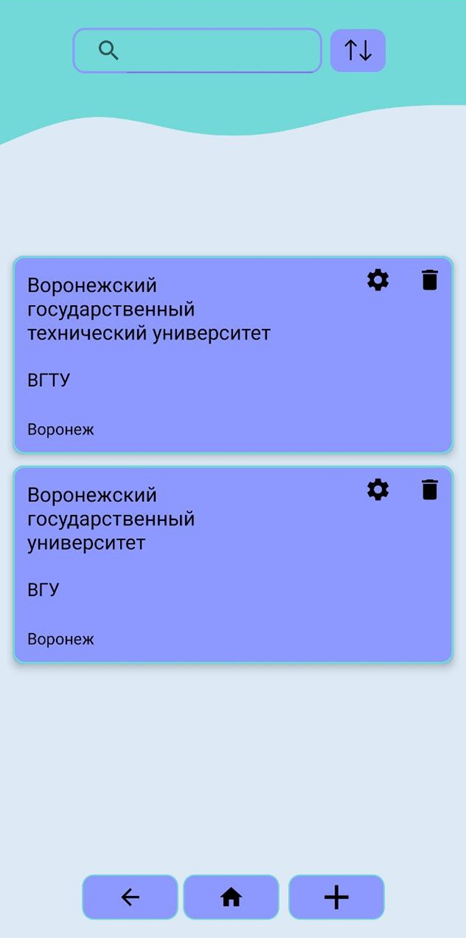 Воронежский
государственный
технический университет
ВГТУ
Воронеж
Воронежский
государственный
университет
ВГУ
Воронеж